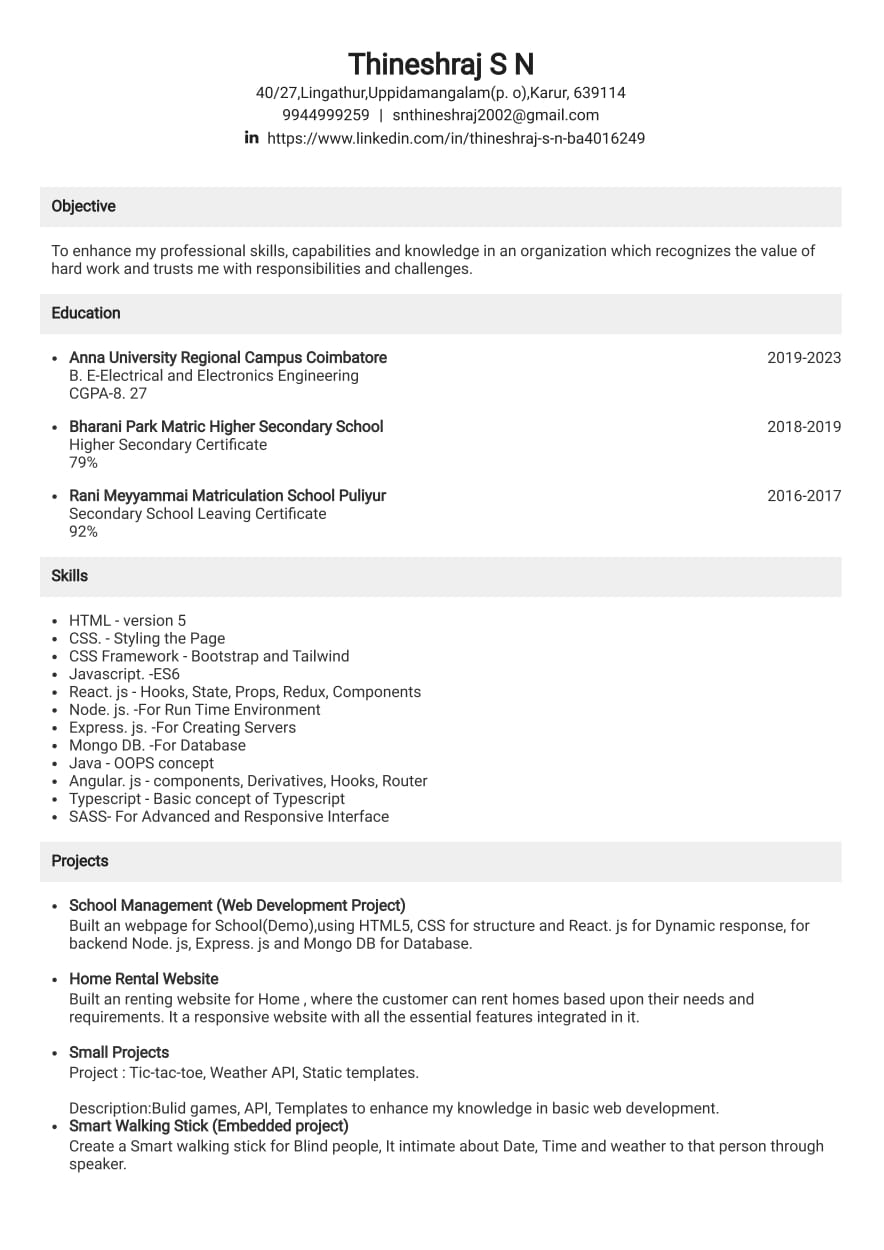 Thineshraj S N
40/27,Lingathur,Uppidamangalam(p. o),Karur, 639114
9944999259 | snthineshraj2002@gmail.com
in https://www.linkedin.com/in/thineshraj-s-n-ba4016249
Objective
To enhance my professional skills, capabilities and knowledge in an organization which recognizes the value of
hard work and trusts me with responsibilities and challenges.
Education
• Anna University Regional Campus Coimbatore 2019-2023
B. E-Electrical and Electronics Engineering
CGPA-8. 27
• Bharani Park Matric Higher Secondary School 2018-2019
Higher Secondary Certificate
79%
• Rani Meyyammai Matriculation School Puliyur 2016-2017
Secondary School Leaving Certificate
92%
Skills
• HTML - version 5
• CSS. - Styling the Page
• CSS Framework - Bootstrap and Tailwind
• Javascript. -ES6
• React. js - Hooks, State, Props, Redux, Components
• Node. js. -For Run Time Environment
• Express. js. -For Creating Servers
• Mongo DB. -For Database
• Java - OOPS concept
• Angular. js - components, Derivatives, Hooks, Router
• Typescript - Basic concept of Typescript
• SASS- For Advanced and Responsive Interface
Projects
• School Management (Web Development Project)
Built an webpage for School(Demo),using HTML5, CSS for structure and React. js for Dynamic response, for
backend Node. js, Express. js and Mongo DB for Database.
• Home Rental Website
Built an renting website for Home , where the customer can rent homes based upon their needs and
requirements. It a responsive website with all the essential features integrated in it.
• Small Projects
Project : Tic-tac-toe, Weather API, Static templates.
Description:Bulid games, API, Templates to enhance my knowledge in basic web development.
• Smart Walking Stick (Embedded project)
Create a Smart walking stick for Blind people, It intimate about Date, Time and weather to that person through
speaker.